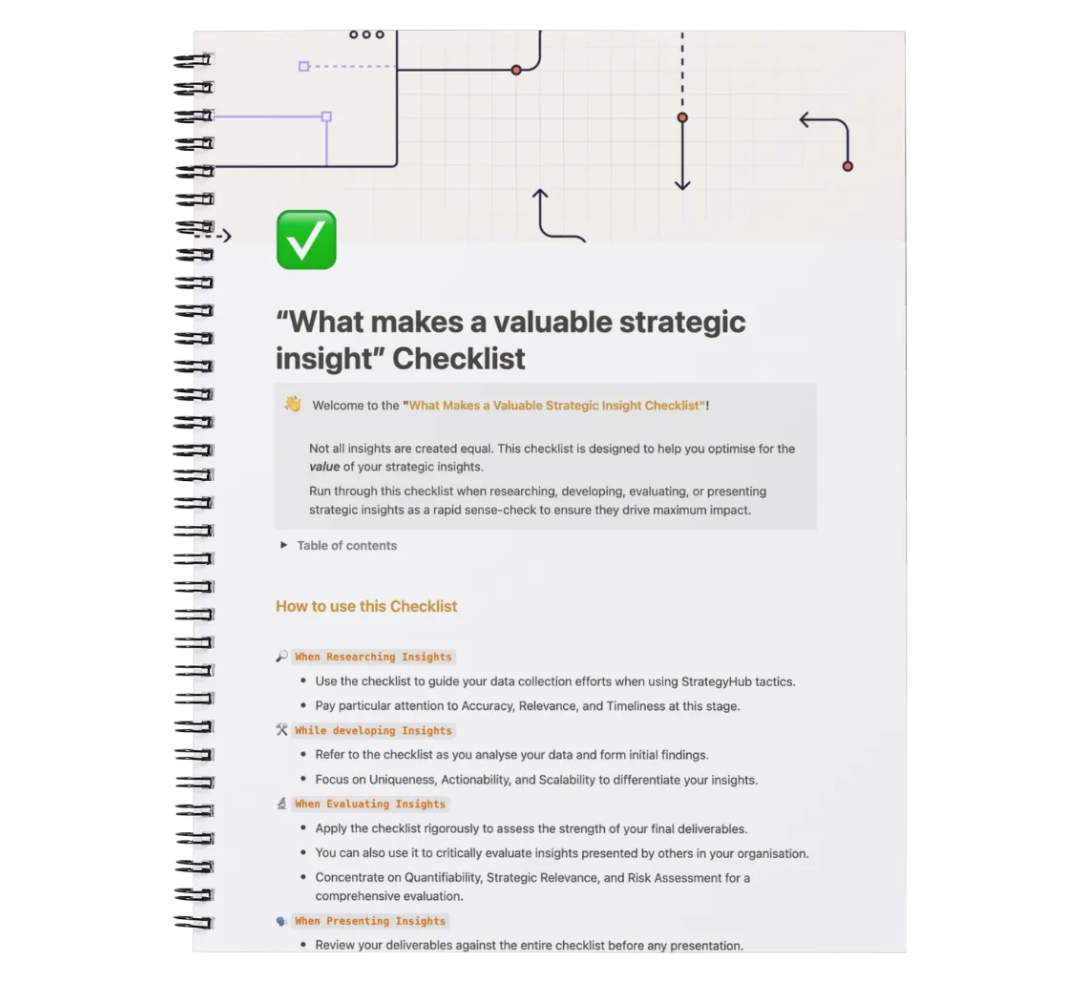 “What makes a valuable strategic
insight” Checklist
👋 Welcome to the "What Makes a Valuable Strategic Insight Checklist"!
Not all insights are created equal. This checklist is designed to help you optimise for the
value of your strategic insights.
Run through this checklist when researching, developing, evaluating, or presenting
strategic insights as a rapid sense-check to ensure they drive maximum impact.
▶ Table of contents
How to use this Checklist
🔎 When Researching Insights
• Use the checklist to guide your data collection efforts when using StrategyHub tactics.
• Pay particular attention to Accuracy, Relevance, and Timeliness at this stage.
🛠 While developing Insights
• Refer to the checklist as you analyse your data and form initial findings.
• Focus on Uniqueness, Actionability, and Scalability to differentiate your insights.
🔬 When Evaluating Insights
• Apply the checklist rigorously to assess the strength of your final deliverables.
• You can also use it to critically evaluate insights presented by others in your organisation.
• Concentrate on Quantifiability, Strategic Relevance, and Risk Assessment for a
comprehensive evaluation.
🗣 When Presenting Insights
• Review your deliverables against the entire checklist before any presentation.